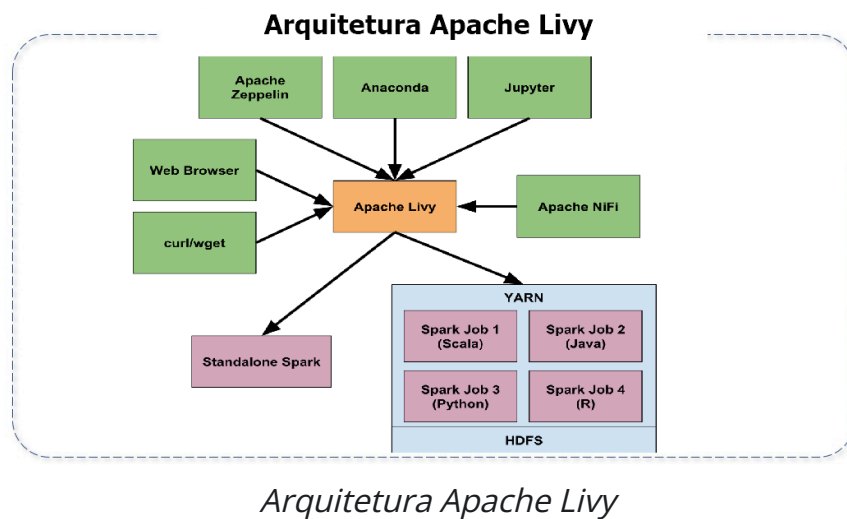 Arquitetura Apache Livy
Apache
Zeppelin
Anaconda
Jupyter
Web Browser
Apache Livy
Apache NiFi
curl/wget
YARN
Spark Job 1
(Scala)
Spark Job 2
(Java)
Standalone Spark
Spark Job 3
(Python)
Spark Job 4
(R)
HDFS
Arquitetura Apache Livy